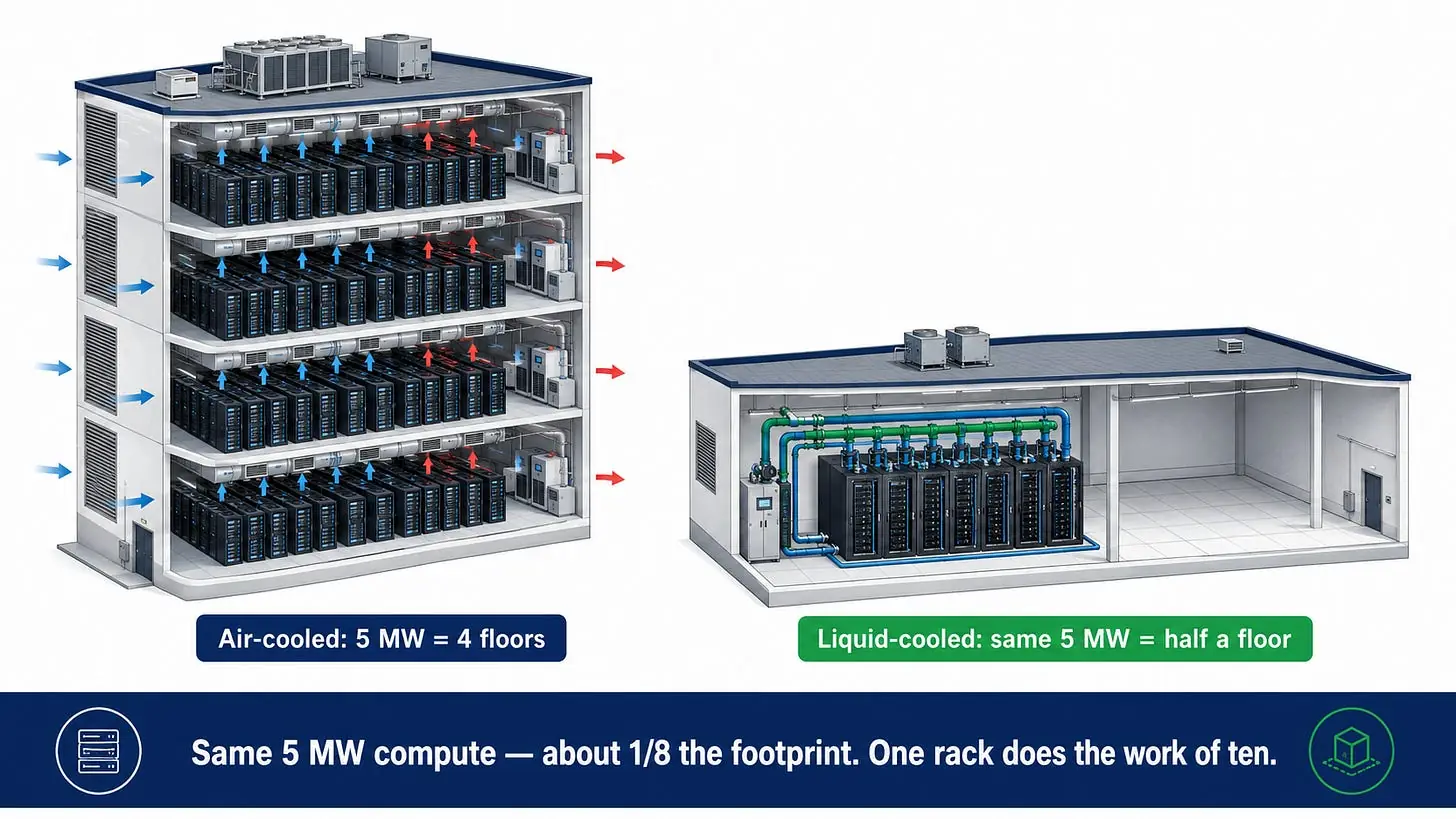 Air-cooled: 5 MW = 4 floors
Liquid-cooled: same 5 MW = half a floor
Same 5 MW compute — about 1/8 the footprint. One rack does the work of ten.